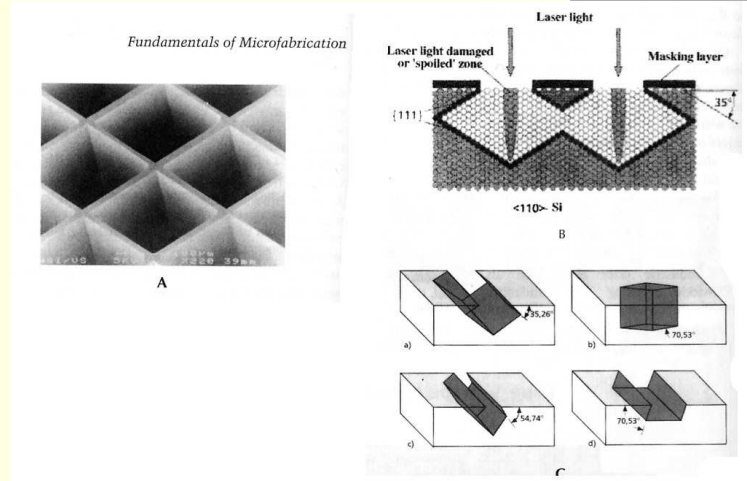 Fundamentals of Microfabrication
A
Laser light
Laser light damaged
or 'spoiled' zone
Masking layer
{111}
35°
<110> Si
B
35,26°
a)
70,53°
b)
54,74°
c)
70,53°
d)
C